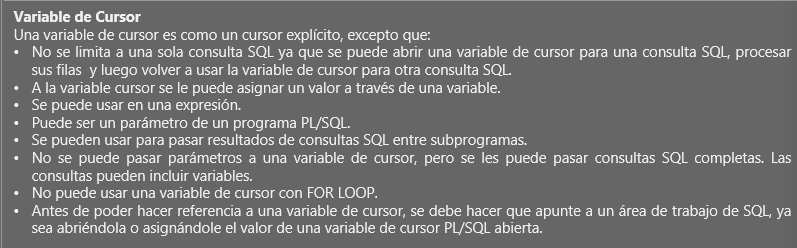 Variable de Cursor
Una variable de cursor es como un cursor explícito, excepto que:
• No se limita a una sola consulta SQL ya que se puede abrir una variable de cursor para una consulta SQL, procesar
sus filas y luego volver a usar la variable de cursor para otra consulta SQL.
• A la variable cursor se le puede asignar un valor a través de una variable.
• Se puede usar en una expresión.
• Puede ser un parámetro de un programa PL/SQL.
• Se pueden usar para pasar resultados de consultas SQL entre subprogramas.
• No se puede pasar parámetros a una variable de cursor, pero se les puede pasar consultas SQL completas. Las
consultas pueden incluir variables.
• No puede usar una variable de cursor con FOR LOOP.
• Antes de poder hacer referencia a una variable de cursor, se debe hacer que apunte a un área de trabajo de SQL, ya
sea abriéndola o asignándole el valor de una variable de cursor PL/SQL abierta.